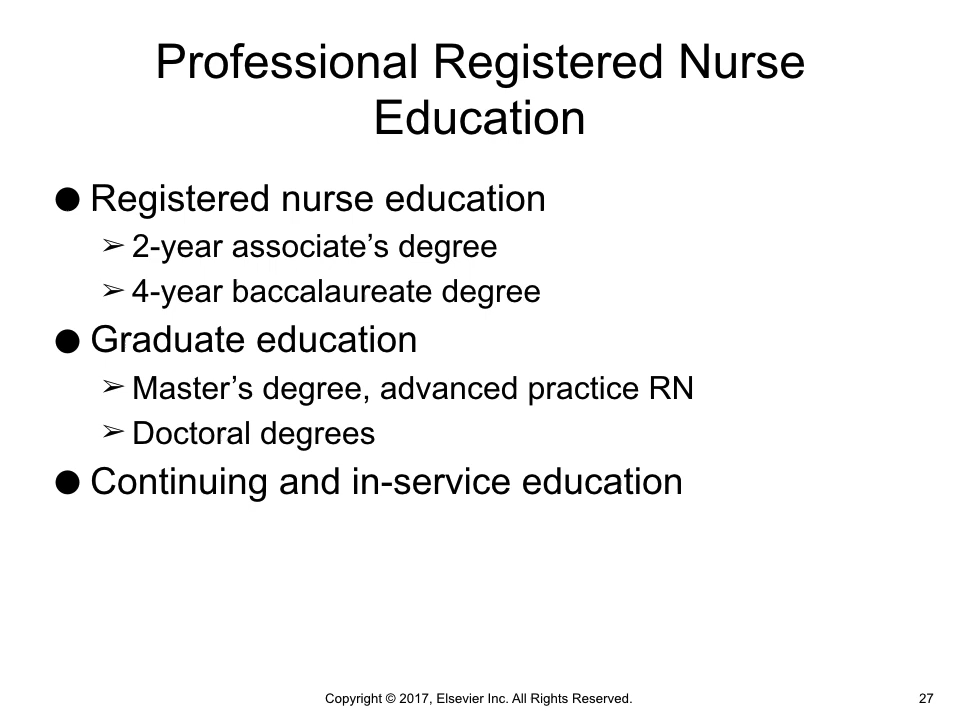 Professional Registered Nurse
Education
● Registered nurse education
➢ 2-year associate’s degree
➢ 4-year baccalaureate degree
● Graduate education
➢ Master’s degree, advanced practice RN
➢ Doctoral degrees
● Continuing and in-service education
Copyright © 2017, Elsevier Inc. All Rights Reserved.
27